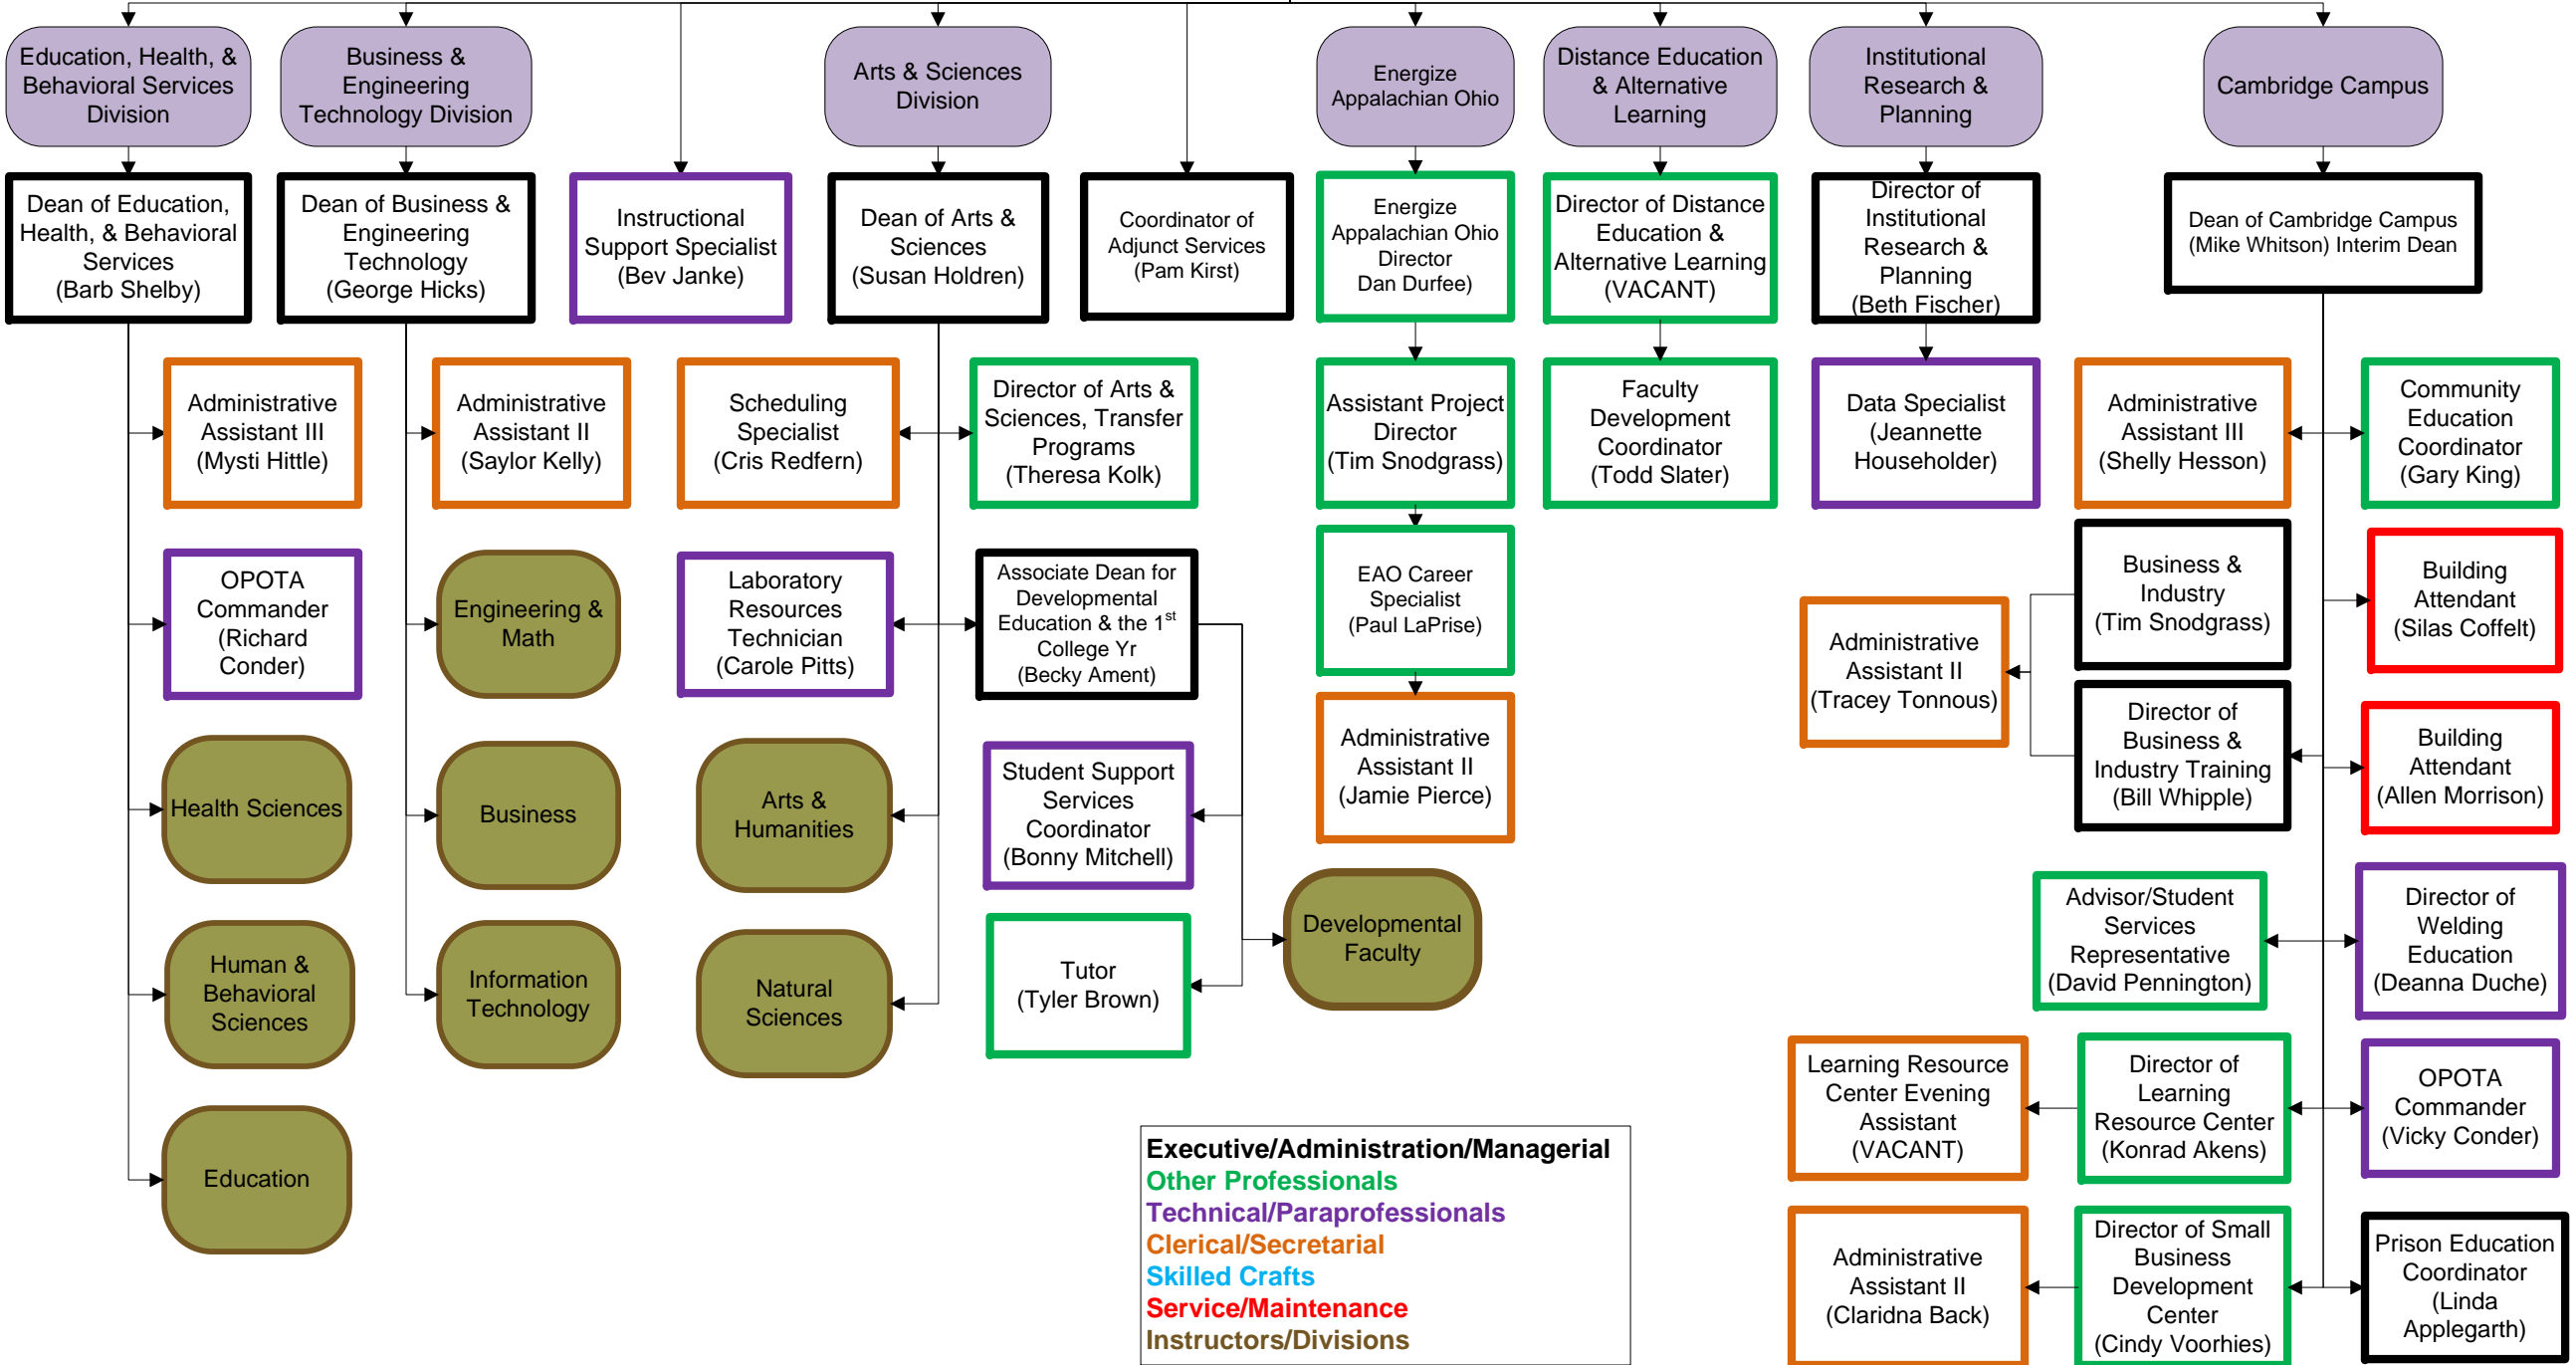 Education, Health, &
Behavioral Services
Division
Business &
Engineering
Technology Division
Arts & Sciences
Division
Energize
Appalachian Ohio
Distance Education
& Alternative
Learning
Institutional
Research &
Planning
Cambridge Campus
Dean of Education,
Health, & Behavioral
Services
(Barb Shelby)
Dean of Business &
Engineering
Technology
(George Hicks)
Instructional
Support Specialist
(Bev Janke)
Dean of Arts &
Sciences
(Susan Holdren)
Coordinator of
Adjunct Services
(Pam Kirst)
Energize
Appalachian Ohio
Director
Dan Durfee)
Director of Distance
Education &
Alternative Learning
(VACANT)
Director of
Institutional
Research &
Planning
(Beth Fischer)
Dean of Cambridge Campus
(Mike Whitson) Interim Dean
Administrative
Assistant III
(Mysti Hittle)
Administrative
Assistant II
(Saylor Kelly)
Scheduling
Specialist
(Cris Redfern)
Director of Arts &
Sciences, Transfer
Programs
(Theresa Kolk)
Assistant Project
Director
(Tim Snodgrass)
Faculty
Development
Coordinator
(Todd Slater)
Data Specialist
(Jeannette
Householder)
Administrative
Assistant III
(Shelly Hesson)
Community
Education
Coordinator
(Gary King)
OPOTA
Commander
(Richard
Conder)
Engineering &
Math
Laboratory
Resources
Technician
(Carole Pitts)
Associate Dean for
Developmental
Education & the 1st
College Yr
(Becky Ament)
EAO Career
Specialist
(Paul LaPrise)
Administrative
Assistant II
(Tracey Tonnous)
Business &
Industry
(Tim Snodgrass)
Building
Attendant
(Silas Coffelt)
Health Sciences
Business
Arts &
Humanities
Student Support
Services
Coordinator
(Bonny Mitchell)
Administrative
Assistant II
(Jamie Pierce)
Director of
Business &
Industry Training
(Bill Whipple)
Building
Attendant
(Allen Morrison)
Human &
Behavioral
Sciences
Information
Technology
Natural
Sciences
Tutor
(Tyler Brown)
Developmental
Faculty
Advisor/Student
Services
Representative
(David Pennington)
Director of
Welding
Education
(Deanna Duche)
Education
Learning Resource
Center Evening
Assistant
(VACANT)
Director of
Learning
Resource Center
(Konrad Akens)
OPOTA
Commander
(Vicky Conder)
Administrative
Assistant II
(Claridna Back)
Director of Small
Business
Development
Center
(Cindy Voorhies)
Prison Education
Coordinator
(Linda
Applegarth)
Executive/Administration/Managerial
Other Professionals
Technical/Paraprofessionals
Clerical/Secretarial
Skilled Crafts
Service/Maintenance
Instructors/Divisions